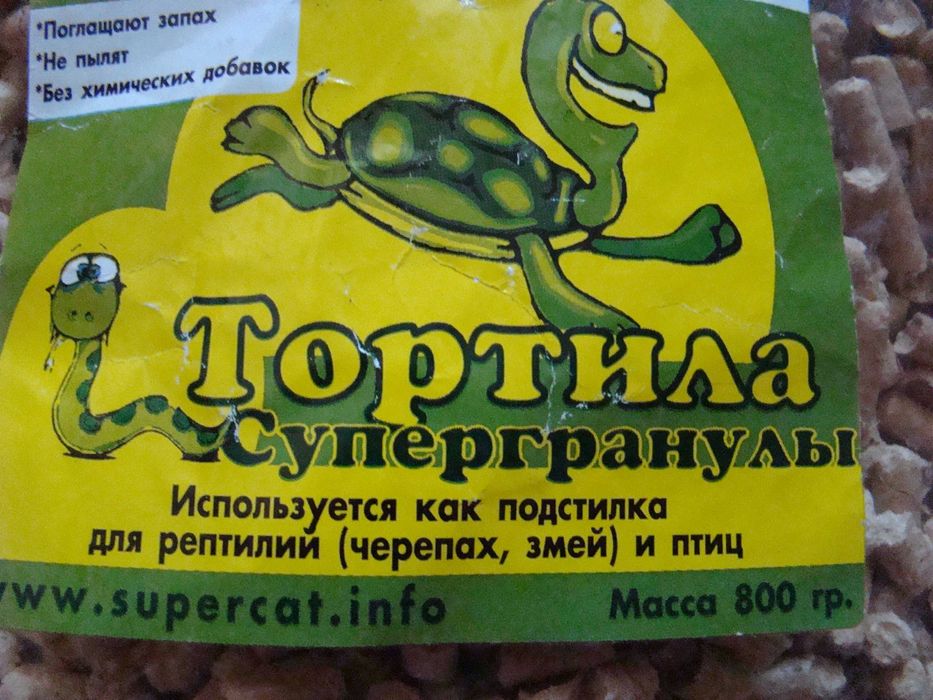 *Поглощают запах
*Не пылят
*Без химических добавок
Тортила
Супергранулы
Используется как подстилка
для рептилий (черепах, змей) и птиц
www.supercat.info
Масса 800 гр.